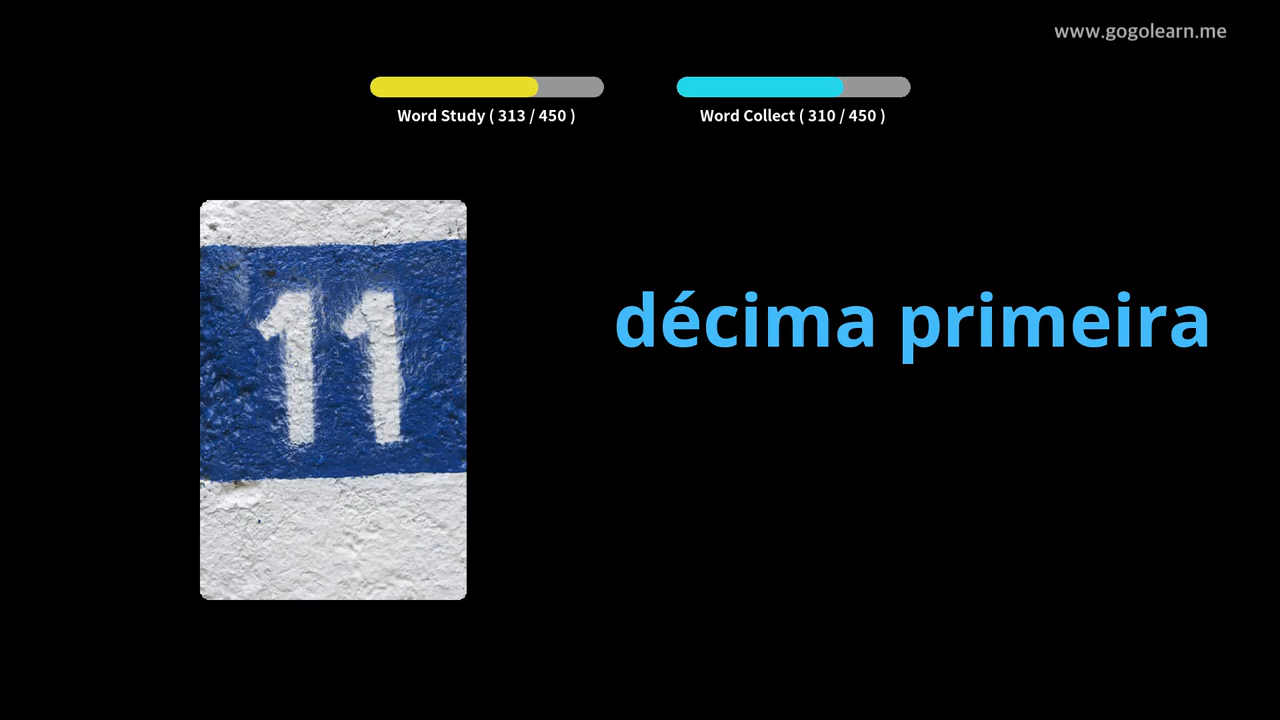 www.gogolearn.me
Word Study ( 313 / 450 )
Word Collect ( 310 / 450 )
11
décima primeira